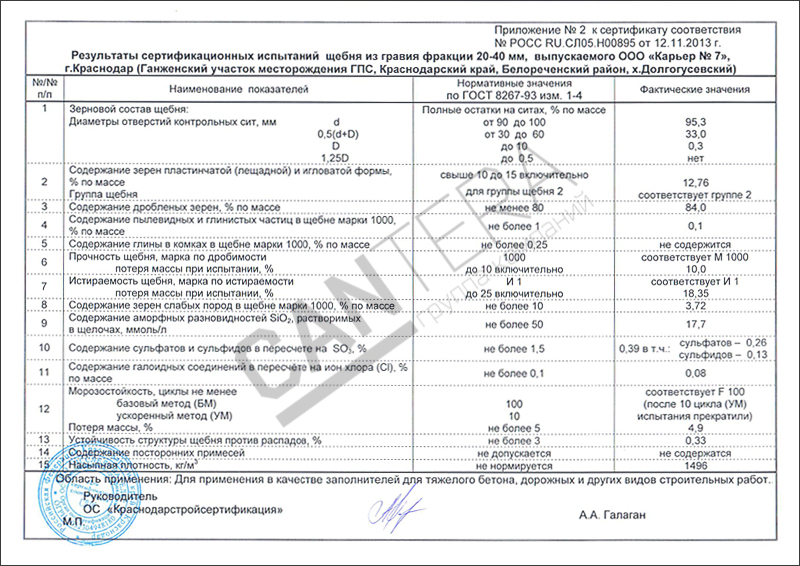 Приложение № 2 к сертификату соответствия
№ РОСС RU.СЛ05.Н00895 от 12.11.2013 г.
Результаты сертификационных испытаний щебня из гравия фракции 20-40 мм, выпускаемого ООО «Карьер № 7»,
г.Краснодар (Ганженский участок месторождения ГПС, Краснодарский край, Белореченский район, х.Долгогусевский)
№/№ п/п Наименование показателей Нормативные значения по ГОСТ 8267-93 изм. 1-4 Фактические значения
1 Зерновой состав щебня: Полные остатки на ситах, % по массе
Диаметры отверстий контрольных сит, мм d от 90 до 100 95,3
0,5(d+D) от 30 до 60 33,0
D до 10 0,3
1,25D до 0,5 нет
2 Содержание зерен пластинчатой (лещадной) и игловатой формы, свыше 10 до 15 включительно
% по массе 12,76
Группа щебня для группы щебня 2 соответствует группе 2
3 Содержание дробленых зерен, % по массе не менее 80 84,0
4 Содержание пылевидных и глинистых частиц в щебне марки 1000,
% по массе не более 1 0,1
5 Содержание глины в комках в щебне марки 1000, % по массе не более 0,25 не содержится
6 Прочность щебня, марка по дробимости 1000 соответствует М 1000
потеря массы при испытании, % до 10 включительно 10,0
7 Истираемость щебня, марка по истираемости И 1 соответствует И 1
потеря массы при испытании, % до 25 включительно 18,35
8 Содержание зерен слабых пород в щебне марки 1000, % по массе не более 10 3,72
9 Содержание аморфных разновидностей SiO2, растворимых
в щелочах, ммоль/л не более 50 17,7
10 Содержание сульфатов и сульфидов в пересчете на SO3, % не более 1,5 0,39 в т.ч.: сульфатов – 0,26
сульфидов – 0,13
11 Содержание галоидных соединений в пересчёте на ион хлора (Cl), %
по массе не более 0,1 0,08
12 Морозостойкость, циклы не менее соответствует F 100
базовый метод (БМ) 100 (после 10 цикла (УМ)
ускоренный метод (УМ) 10 испытания прекратили)
Потеря массы, % не более 5 4,9
13 Устойчивость структуры щебня против распадов, % не более 3 0,33
14 Содержание посторонних примесей не допускается не содержатся
15 Насыпная плотность, кг/м3 не нормируется 1496
Область применения: Для применения в качестве заполнителей для тяжелого бетона, дорожных и других видов строительных работ.
Руководитель
ОС «Краснодарстройсертификация» А.А. Галаган
М.П.
CANTERA
группа компаний